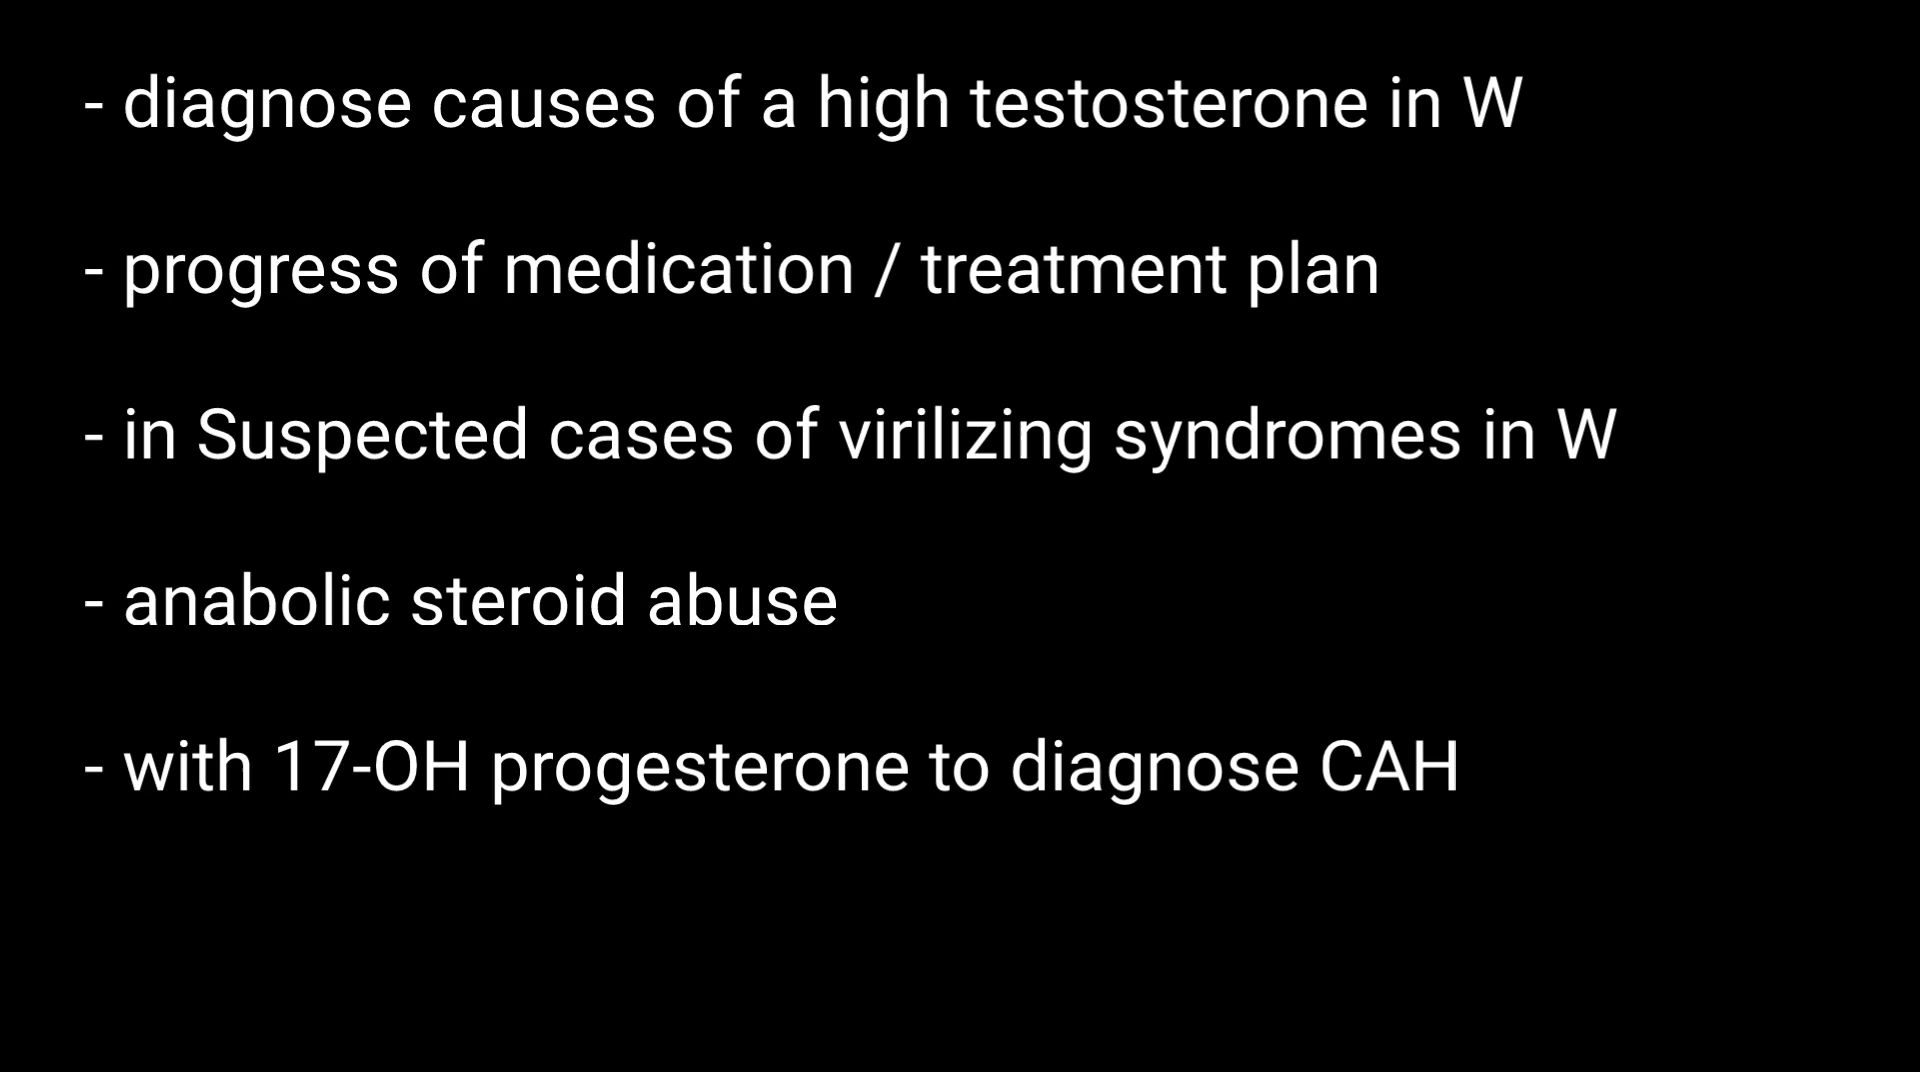 - diagnose causes of a high testosterone in W
- progress of medication / treatment plan
- in Suspected cases of virilizing syndromes in W
- anabolic steroid abuse
- with 17-OH progesterone to diagnose CAH